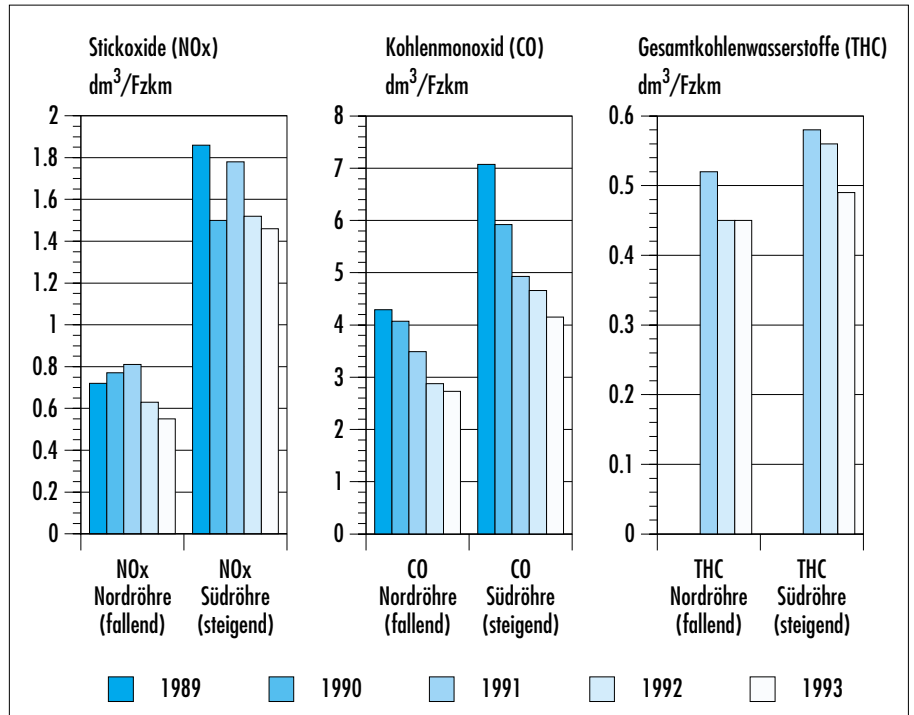 Stickoxide (NOx)
dm³/Fzkm
2
1.8
1.6
1.4
1.2
1
0.8
0.6
0.4
0.2
0
NOx
Nordröhre
(fallend)
NOx
Südröhre
(steigend)
Kohlenmonoxid (CO)
dm³/Fzkm
8
7
6
5
4
3
2
1
0
CO
Nordröhre
(fallend)
CO
Südröhre
(steigend)
Gesamtkohlenwasserstoffe (THC)
dm³/Fzkm
0.6
0.5
0.4
0.3
0.2
0.1
0
THC
Nordröhre
(fallend)
THC
Südröhre
(steigend)
1989 1990 1991 1992 1993